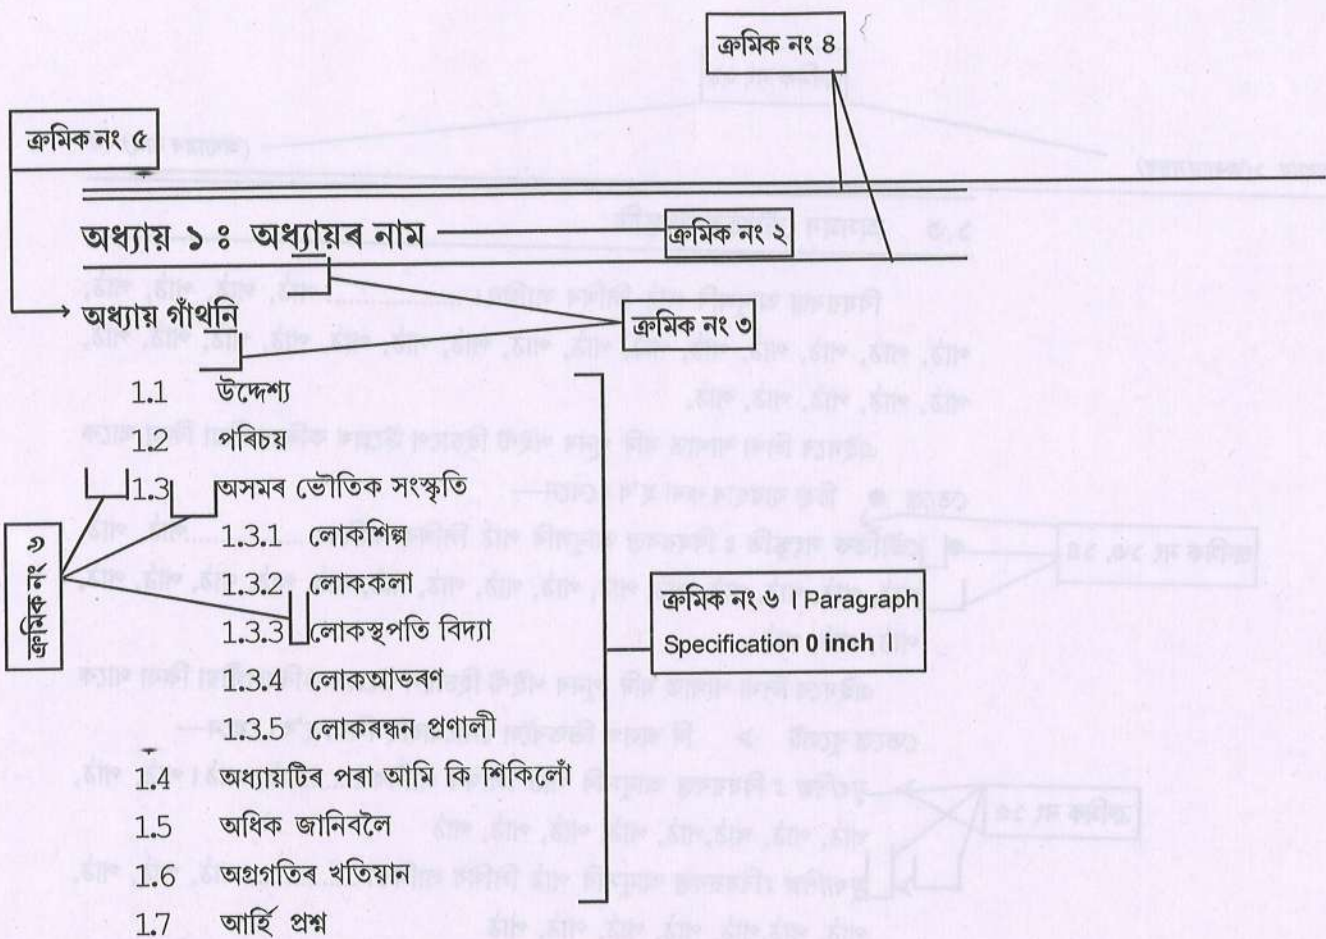 ক্ৰমিক নং ৪
ক্ৰমিক নং ৫
অধ্যায় ১ ঃ অধ্যায়ৰ নাম
ক্ৰমিক নং ২
অধ্যায় গাঁথনি
ক্ৰমিক নং ৩
1.1 উদ্দেশ্য
1.2 পৰিচয়
1.3 অসমৰ ভৌতিক সংস্কৃতি
1.3.1 লোকশিল্প
1.3.2 লোককলা
1.3.3 লোকস্থপতি বিদ্যা
1.3.4 লোকআভৰণ
1.3.5 লোকৰন্ধন প্ৰণালী
1.4 অধ্যায়টিৰ পৰা আমি কি শিকিলোঁ
1.5 অধিক জানিবলৈ
1.6 অগ্ৰগতিৰ খতিয়ান
1.7 আৰ্হি প্ৰশ্ন
ক্ৰমিক নং
ক্ৰমিক নং ৬ । Paragraph
Specification 0 inch ।